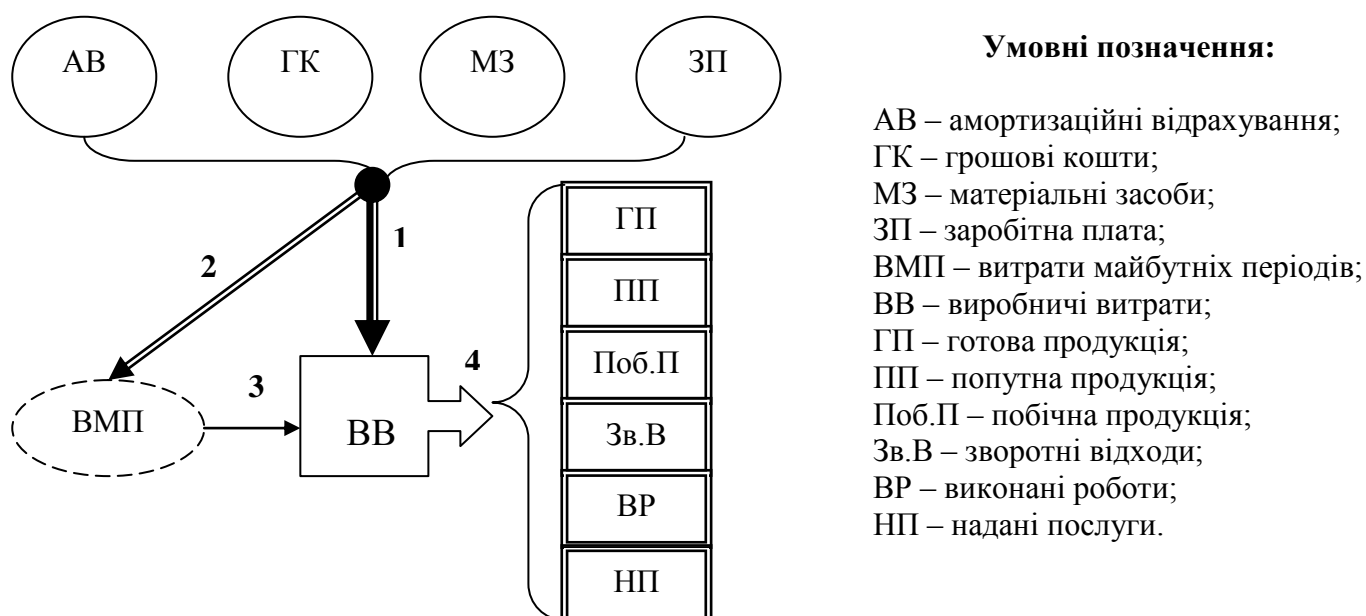 АВ
ГК
МЗ
ЗП
1
2
3
4
ВМП
ВВ
ГП
ПП
Поб.П
Зв.В
ВР
НП
Умовні позначення:
АВ – амортизаційні відрахування;
ГК – грошові кошти;
МЗ – матеріальні засоби;
ЗП – заробітна плата;
ВМП – витрати майбутніх періодів;
ВВ – виробничі витрати;
ГП – готова продукція;
ПП – попутна продукція;
Поб.П – побічна продукція;
Зв.В – зворотні відходи;
ВР – виконані роботи;
НП – надані послуги.